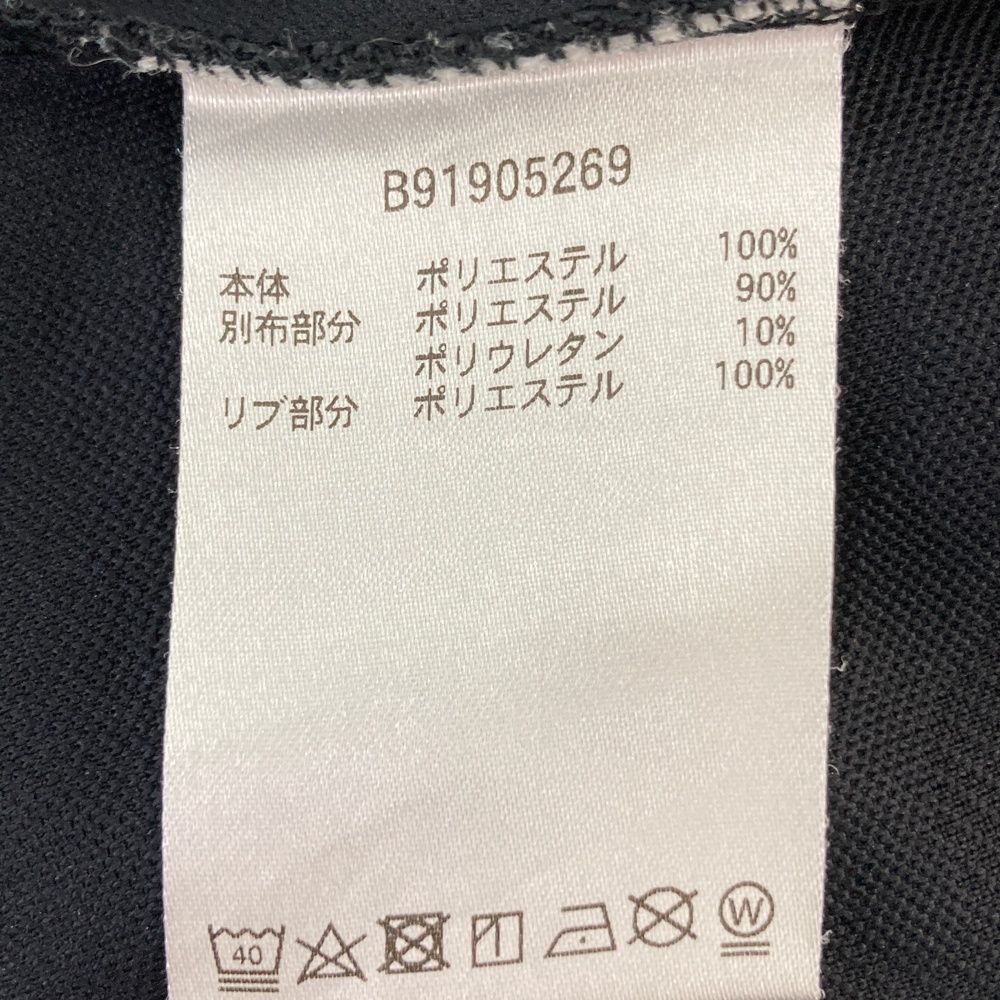 B91905269
本体 ポリエステル 100%
別布部分 ポリエステル 90%
ポリウレタン 10%
リブ部分 ポリエステル 100%
40 W